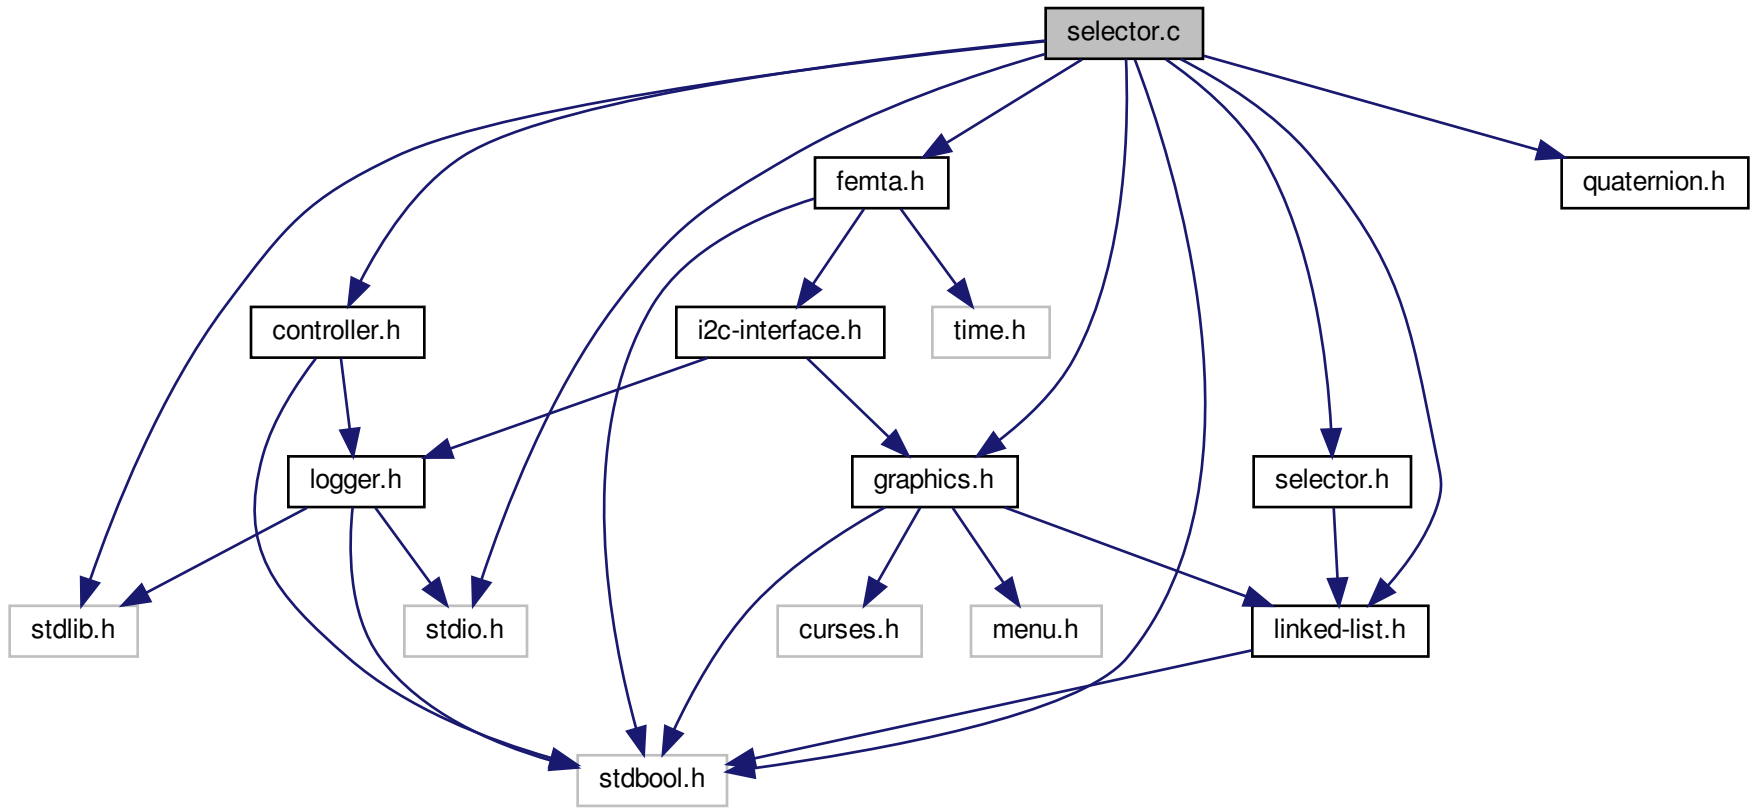 selector.c
femta.h
quaternion.h
controller.h
i2c-interface.h
time.h
logger.h
graphics.h
selector.h
stdlib.h
stdio.h
curses.h
menu.h
linked-list.h
stdbool.h